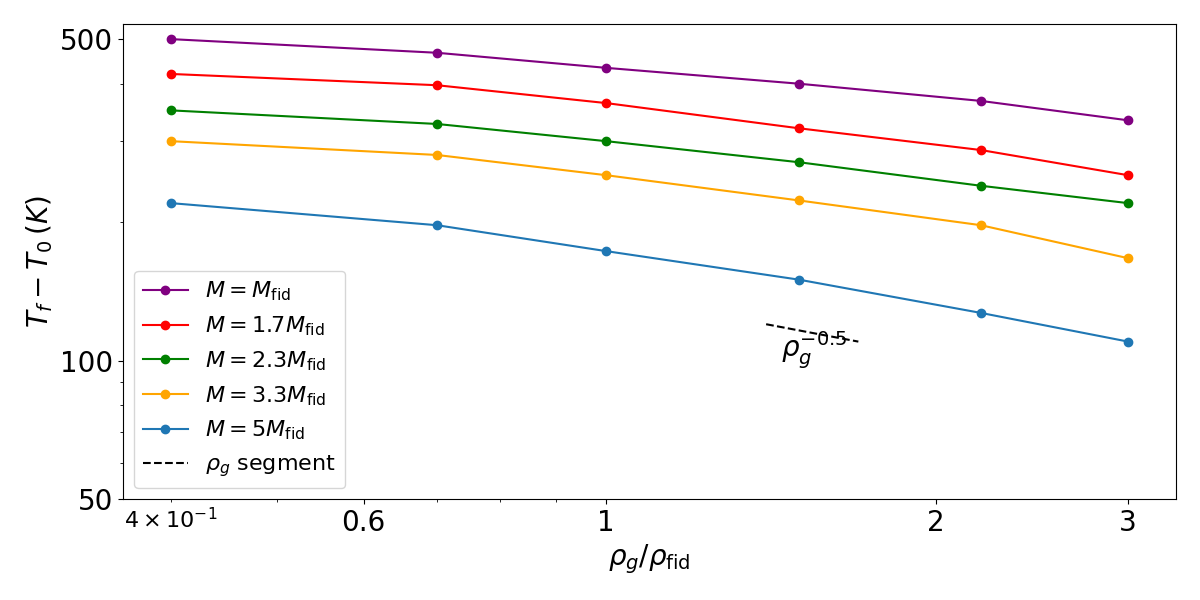 500
100
50
T_f − T_0 (K)
M = M_fid
M = 1.7M_fid
M = 2.3M_fid
M = 3.3M_fid
M = 5M_fid
ρ_g segment
ρ_g^−0.5
4 × 10^−1
0.6
1
2
3
ρ_g/ρ_fid